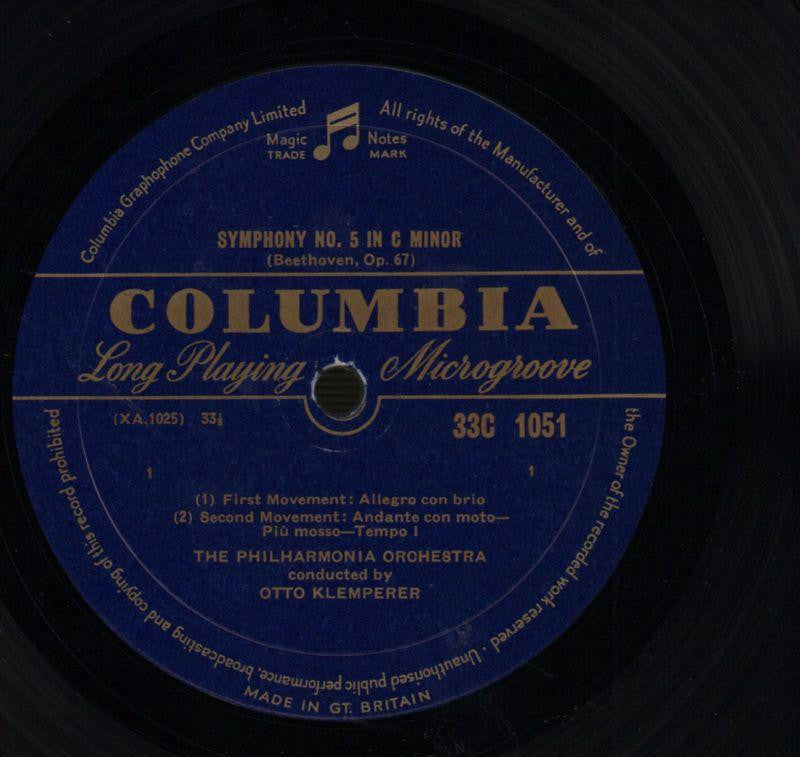 Columbia Graphophone Company Limited
All rights of the Manufacturer and of
the Owner of the recorded work reserved · Unauthorised public performance, broadcasting and copying of this record prohibited
Magic Notes
TRADE MARK
SYMPHONY NO. 5 IN C MINOR
(Beethoven, Op. 67)
COLUMBIA
Long Playing Microgroove
(XA.1025) 33⅓
33C 1051
1 1
(1) First Movement: Allegro con brio
(2) Second Movement: Andante con moto—
Più mosso—Tempo I
THE PHILHARMONIA ORCHESTRA
conducted by
OTTO KLEMPERER
MADE IN GT. BRITAIN